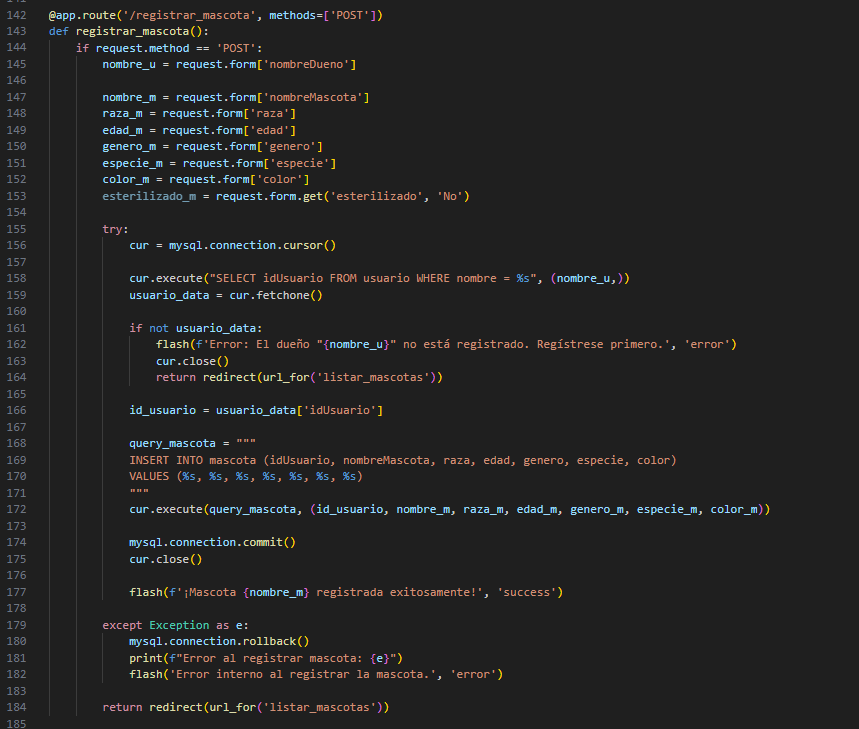 142 @app.route('/registrar_mascota', methods=['POST'])
143 def registrar_mascota():
144     if request.method == 'POST':
145         nombre_u = request.form['nombreDueno']
146
147         nombre_m = request.form['nombreMascota']
148         raza_m = request.form['raza']
149         edad_m = request.form['edad']
150         genero_m = request.form['genero']
151         especie_m = request.form['especie']
152         color_m = request.form['color']
153         esterilizado_m = request.form.get('esterilizado', 'No')
154
155         try:
156             cur = mysql.connection.cursor()
157
158             cur.execute("SELECT idUsuario FROM usuario WHERE nombre = %s", (nombre_u,))
159             usuario_data = cur.fetchone()
160
161             if not usuario_data:
162                 flash(f'Error: El dueño "{nombre_u}" no está registrado. Regístrese primero.', 'error')
163                 cur.close()
164                 return redirect(url_for('listar_mascotas'))
165
166             id_usuario = usuario_data['idUsuario']
167
168             query_mascota = """
169             INSERT INTO mascota (idUsuario, nombreMascota, raza, edad, genero, especie, color)
170             VALUES (%s, %s, %s, %s, %s, %s, %s)
171             """
172             cur.execute(query_mascota, (id_usuario, nombre_m, raza_m, edad_m, genero_m, especie_m, color_m))
173
174             mysql.connection.commit()
175             cur.close()
176
177             flash(f'¡Mascota {nombre_m} registrada exitosamente!', 'success')
178
179         except Exception as e:
180             mysql.connection.rollback()
181             print(f"Error al registrar mascota: {e}")
182             flash('Error interno al registrar la mascota.', 'error')
183
184         return redirect(url_for('listar_mascotas'))
185